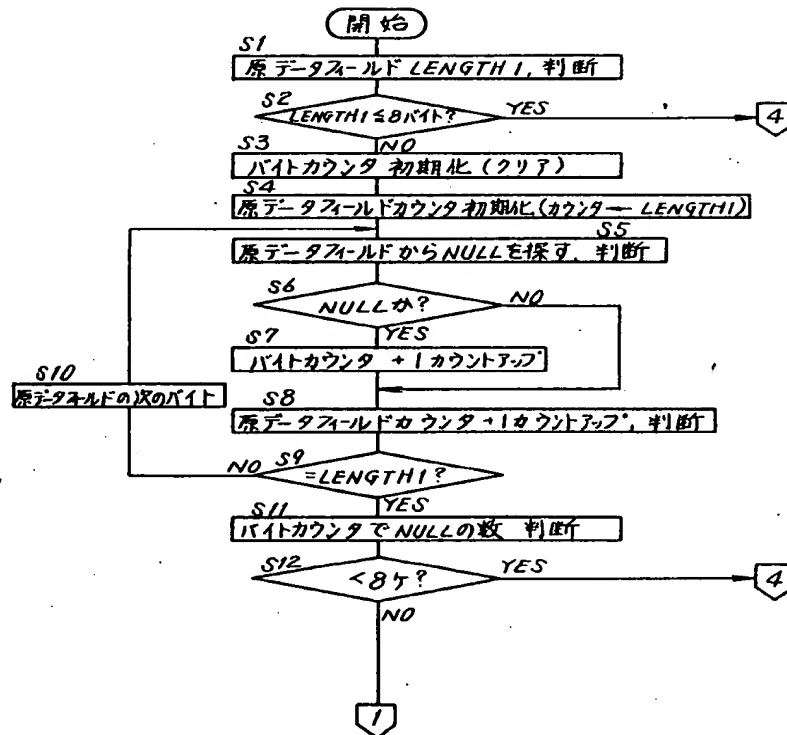 開始
S1
原データフィールド LENGTH1, 判断
S2
LENGTH1≦8バイト?
YES
4
NO
S3
バイトカウンタ 初期化 (クリア)
S4
原データフィールドカウンタ初期化(カウンタ← LENGTH1)
S5
原データフィールドからNULLを探す, 判断
S6
NULLか?
NO
YES
S7
バイトカウンタ +1カウントアップ
S10
原データフィールドの次のバイト
S8
原データフィールドカウンタ+1カウントアップ, 判断
S9
=LENGTH1?
NO
YES
S11
バイトカウンタでNULLの数 判断
S12
<8ケ?
YES
4
NO
1